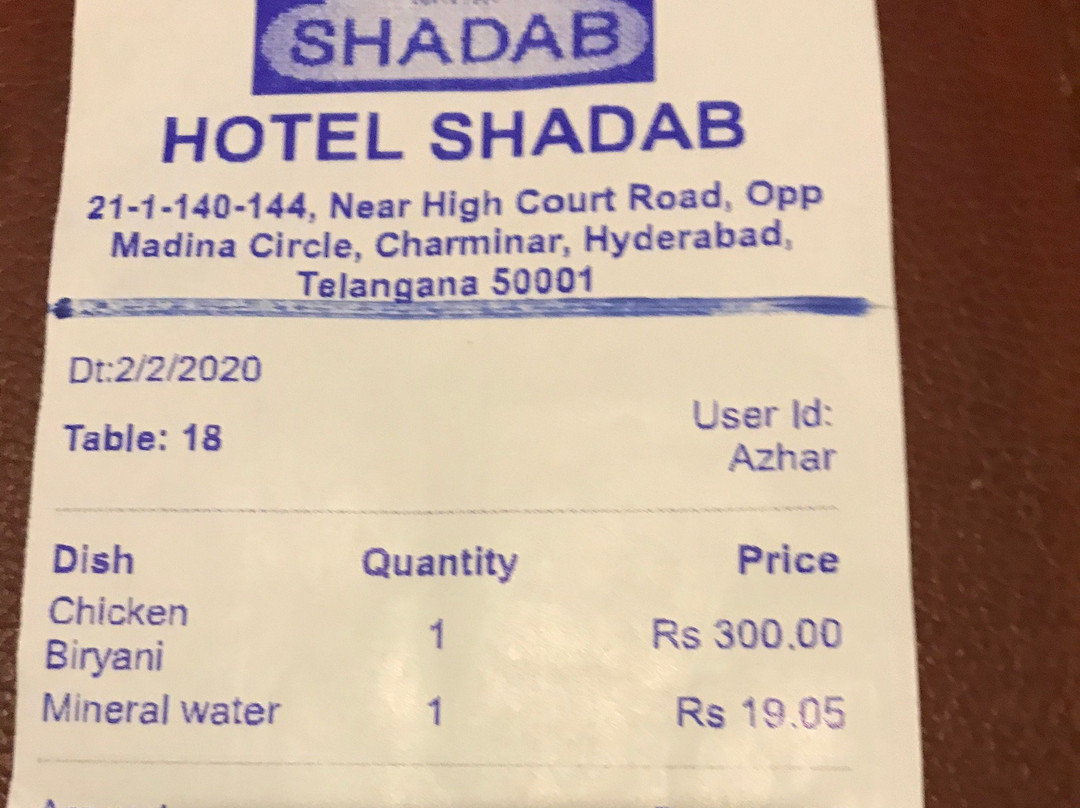 SHADAB
HOTEL SHADAB
21-1-140-144, Near High Court Road, Opp
Madina Circle, Charminar, Hyderabad,
Telangana 50001
Dt:2/2/2020
User Id:
Table: 18
Azhar
Dish Quantity Price
Chicken
1 Rs 300.00
Biryani
Mineral water 1 Rs 19.05